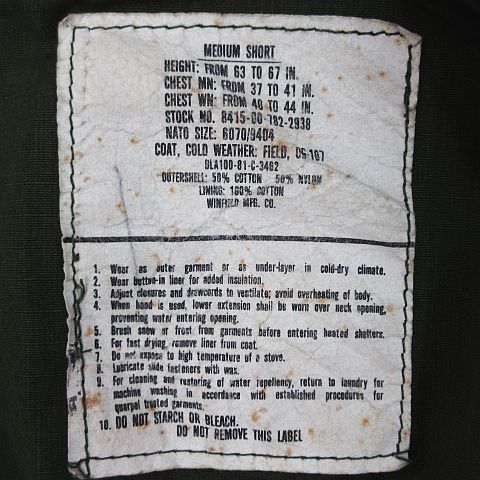 MEDIUM SHORT
HEIGHT: FROM 63 TO 67 IN.
CHEST MN: FROM 37 TO 41 IN.
CHEST WN: FROM 40 TO 44 IN.
STOCK NO. 8415-00-782-2938
NATO SIZE: 6070/9404
COAT, COLD WEATHER: FIELD, OG-107
DLA100-81-C-3462
OUTERSHELL: 50% COTTON 50% NYLON
LINING: 100% COTTON
WINFIELD MFG. CO.
1. Wear as outer garment or as under-layer in cold-dry climate.
2. Wear button-in liner for added insulation.
3. Adjust closures and drawcords to ventilate; avoid overheating of body.
4. When hood is used, lower extension shall be worn over neck opening,
preventing water entering opening.
5. Brush snow or frost from garments before entering heated shelters.
6. For fast drying, remove liner from coat.
7. Do not expose to high temperature of a stove.
8. Lubricate slide fasteners with wax.
9. For cleaning and restoring of water repellency, return to laundry for
machine washing in accordance with established procedures for
quarpel treated garments.
10. DO NOT STARCH OR BLEACH.
DO NOT REMOVE THIS LABEL